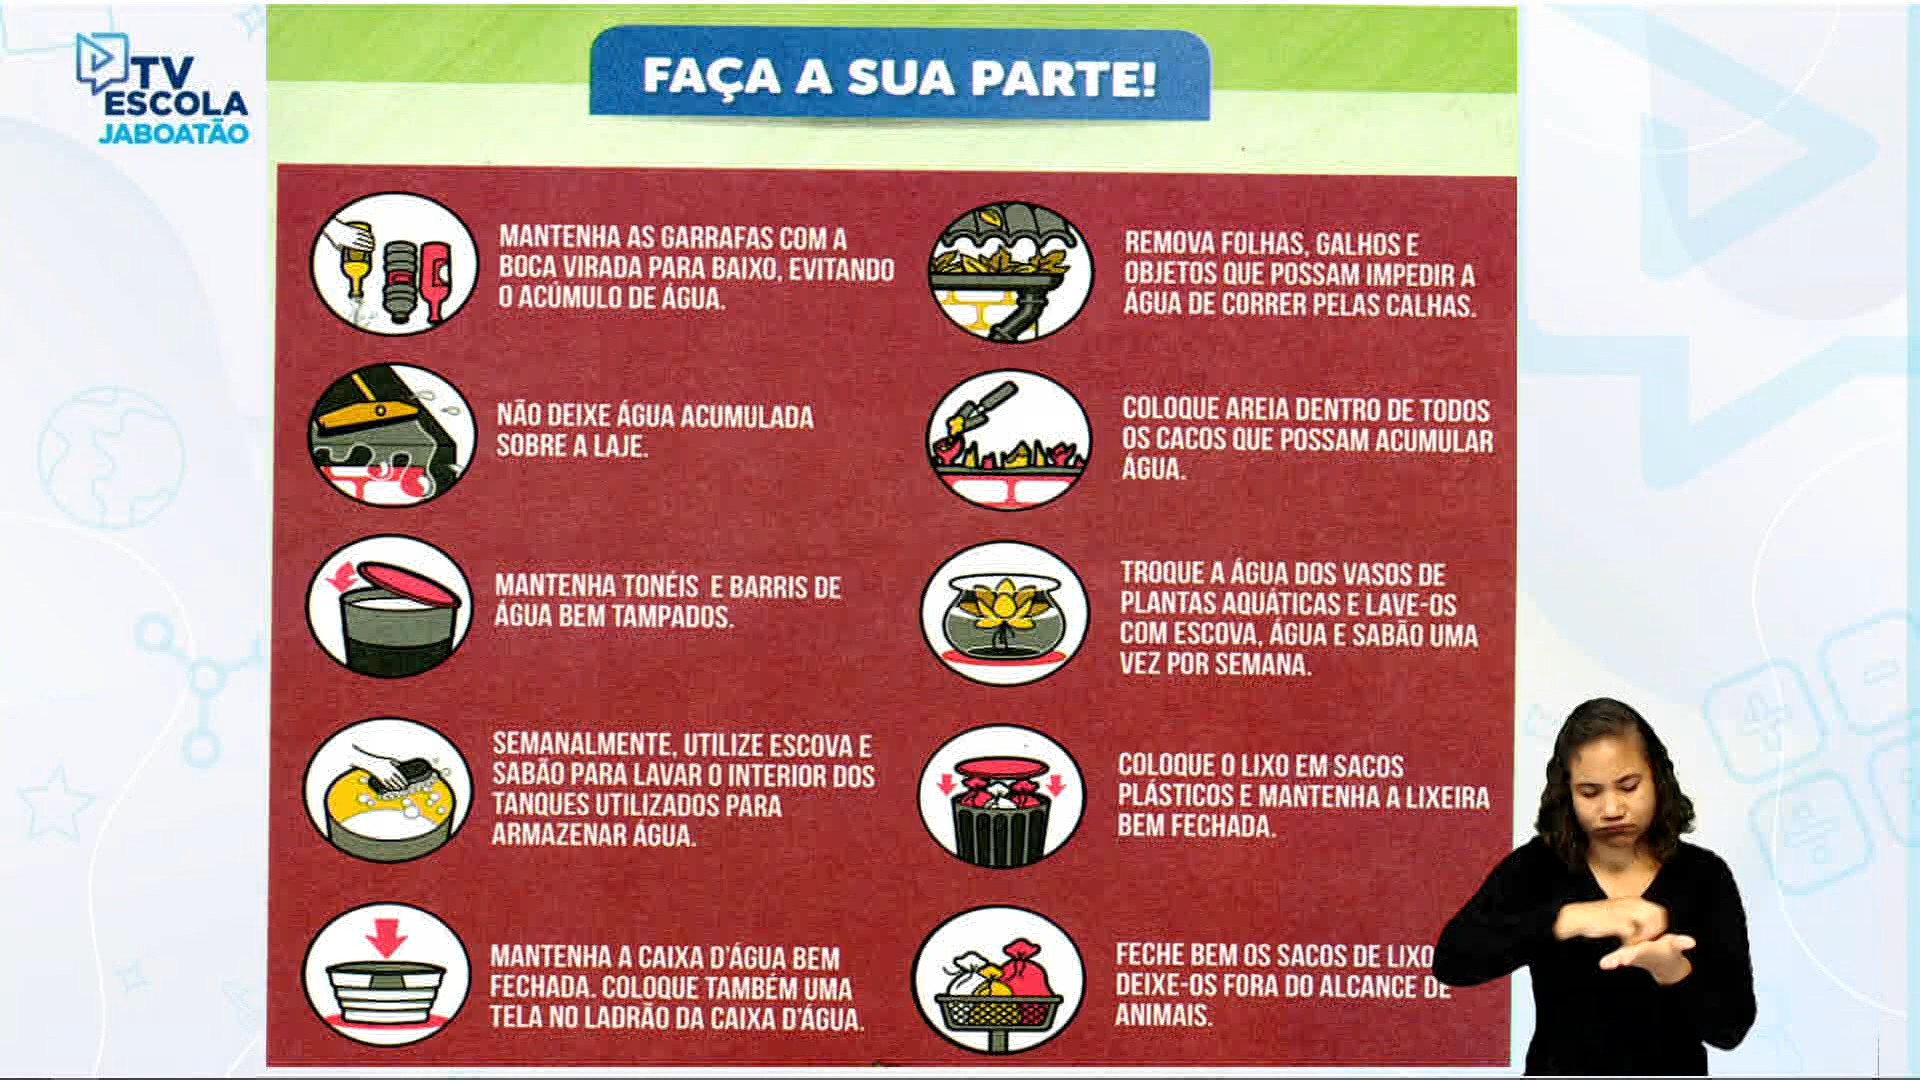 TV
ESCOLA
JABOATÃO
FAÇA A SUA PARTE!
MANTENHA AS GARRAFAS COM A
BOCA VIRADA PARA BAIXO, EVITANDO
O ACÚMULO DE ÁGUA.
NÃO DEIXE ÁGUA ACUMULADA
SOBRE A LAJE.
MANTENHA TONÉIS E BARRIS DE
ÁGUA BEM TAMPADOS.
SEMANALMENTE, UTILIZE ESCOVA E
SABÃO PARA LAVAR O INTERIOR DOS
TANQUES UTILIZADOS PARA
ARMAZENAR ÁGUA.
MANTENHA A CAIXA D'ÁGUA BEM
FECHADA. COLOQUE TAMBÉM UMA
TELA NO LADRÃO DA CAIXA D'ÁGUA.
REMOVA FOLHAS, GALHOS E
OBJETOS QUE POSSAM IMPEDIR A
ÁGUA DE CORRER PELAS CALHAS.
COLOQUE AREIA DENTRO DE TODOS
OS CACOS QUE POSSAM ACUMULAR
ÁGUA.
TROQUE A ÁGUA DOS VASOS DE
PLANTAS AQUÁTICAS E LAVE-OS
COM ESCOVA, ÁGUA E SABÃO UMA
VEZ POR SEMANA.
COLOQUE O LIXO EM SACOS
PLÁSTICOS E MANTENHA A LIXEIRA
BEM FECHADA.
FECHE BEM OS SACOS DE LIXO
DEIXE-OS FORA DO ALCANCE DE
ANIMAIS.